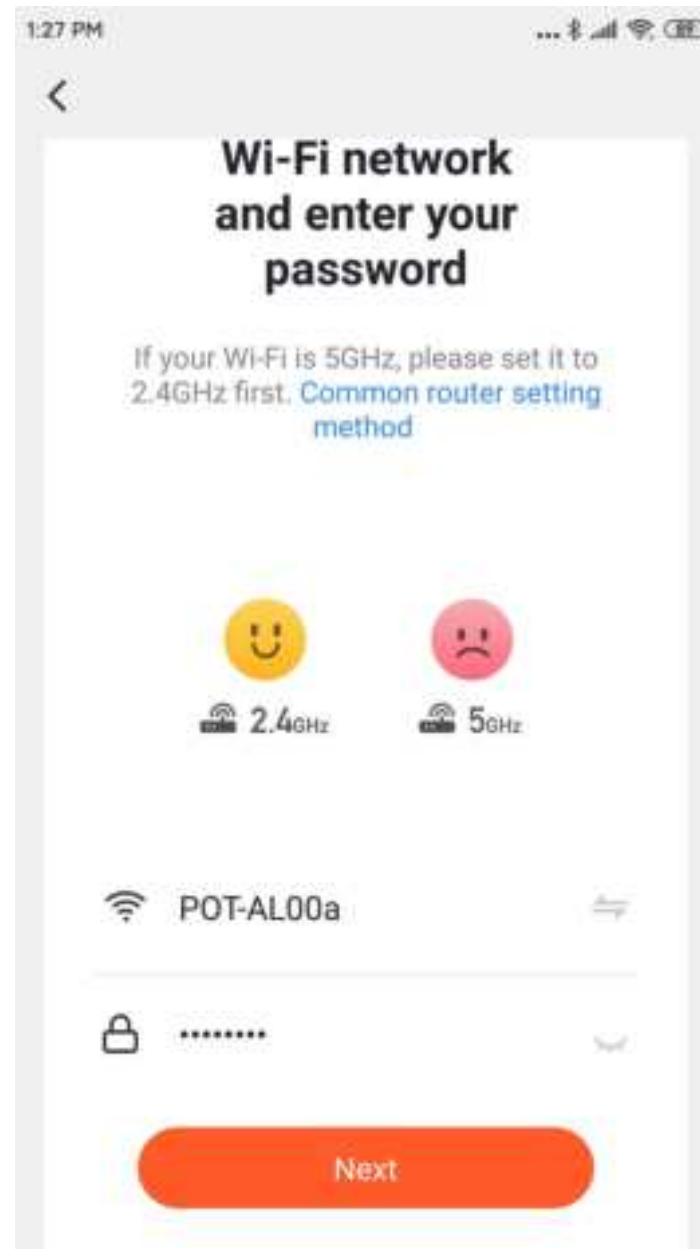 1:27 PM
Wi-Fi network
and enter your
password
If your Wi-Fi is 5GHz, please set it to
2.4GHz first. Common router setting
method
2.4GHz
5GHz
POT-AL00a
••••••••
Next